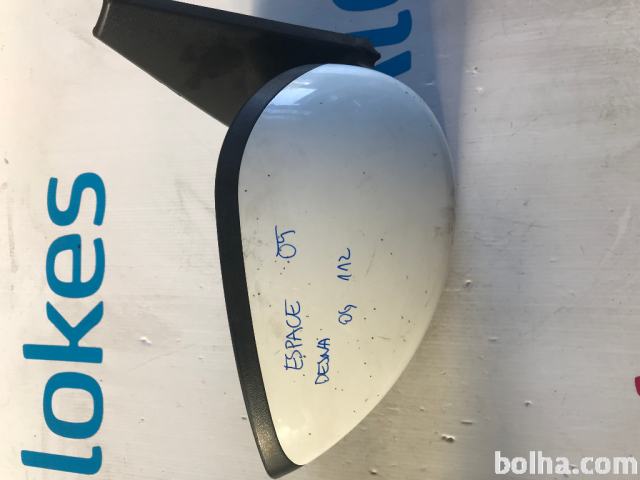 lokes
ESPACE 05
DESNA 09 112
bolha.com